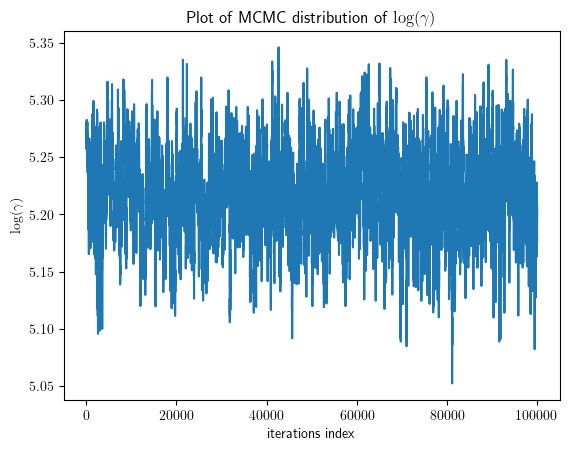 Plot of MCMC distribution of log(γ)
5.35
5.30
5.25
5.20
5.15
5.10
5.05
log(γ)
0 20000 40000 60000 80000 100000
iterations index